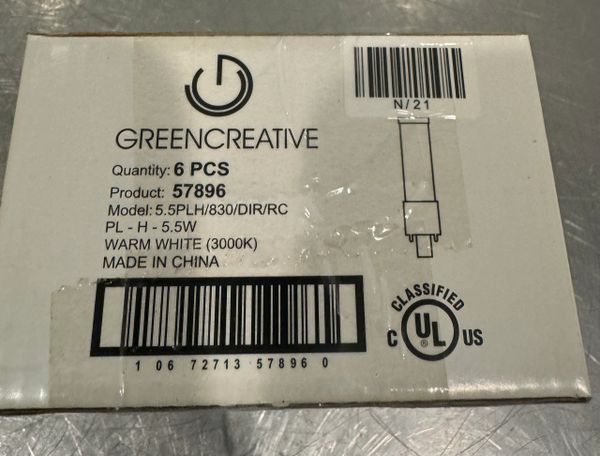 N/21
GREENCREATIVE
Quantity: 6 PCS
Product: 57896
Model: 5.5PLH/830/DIR/RC
PL - H - 5.5W
WARM WHITE (3000K)
MADE IN CHINA
1 06 72713 57896 0
CLASSIFIED
C UL US
®